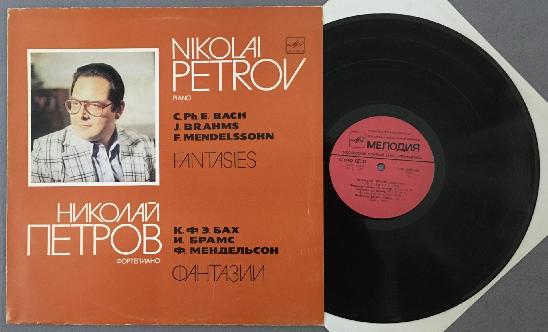 NIKOLAI
PETROV
PIANO
C. Ph. E. BACH
J. BRAHMS
F. MENDELSSOHN
FANTASIES
НИКОЛАЙ
ПЕТРОВ
ФОРТЕПИАНО
К. Ф. Э. БАХ
И. БРАМС
Ф. МЕНДЕЛЬСОН
ФАНТАЗИИ
МЕЛОДИЯ